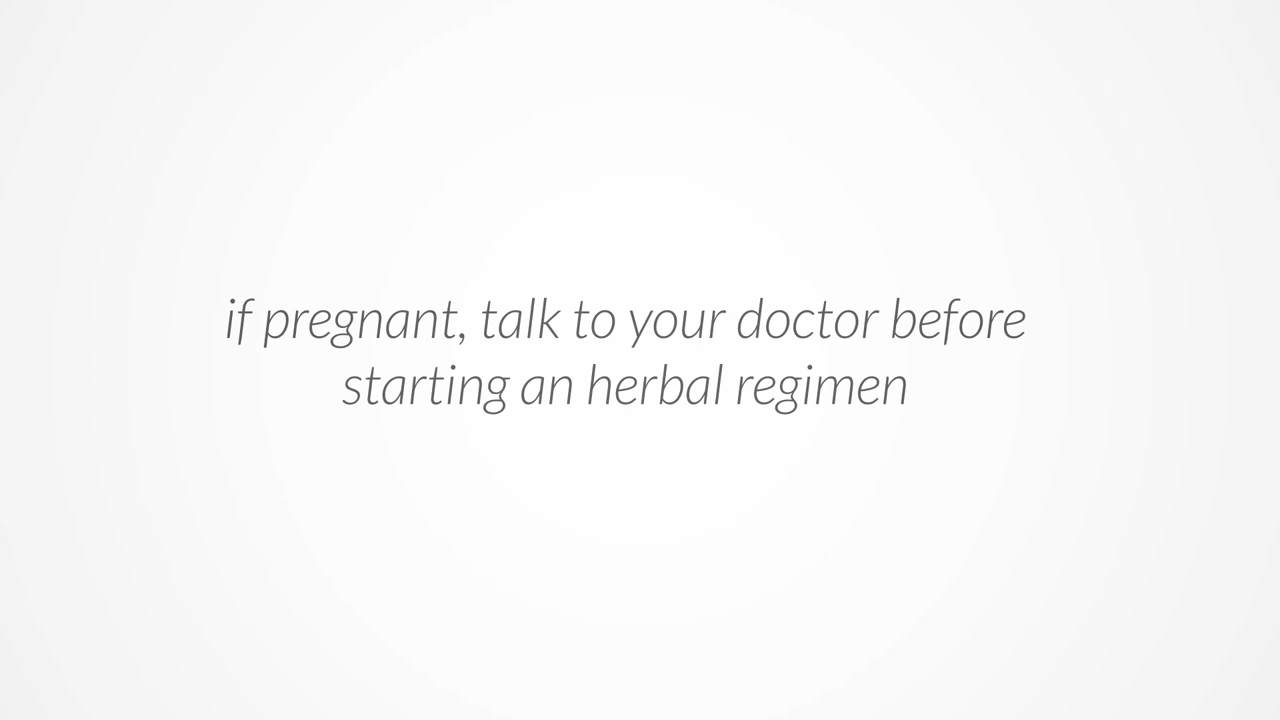 if pregnant, talk to your doctor before
starting an herbal regimen